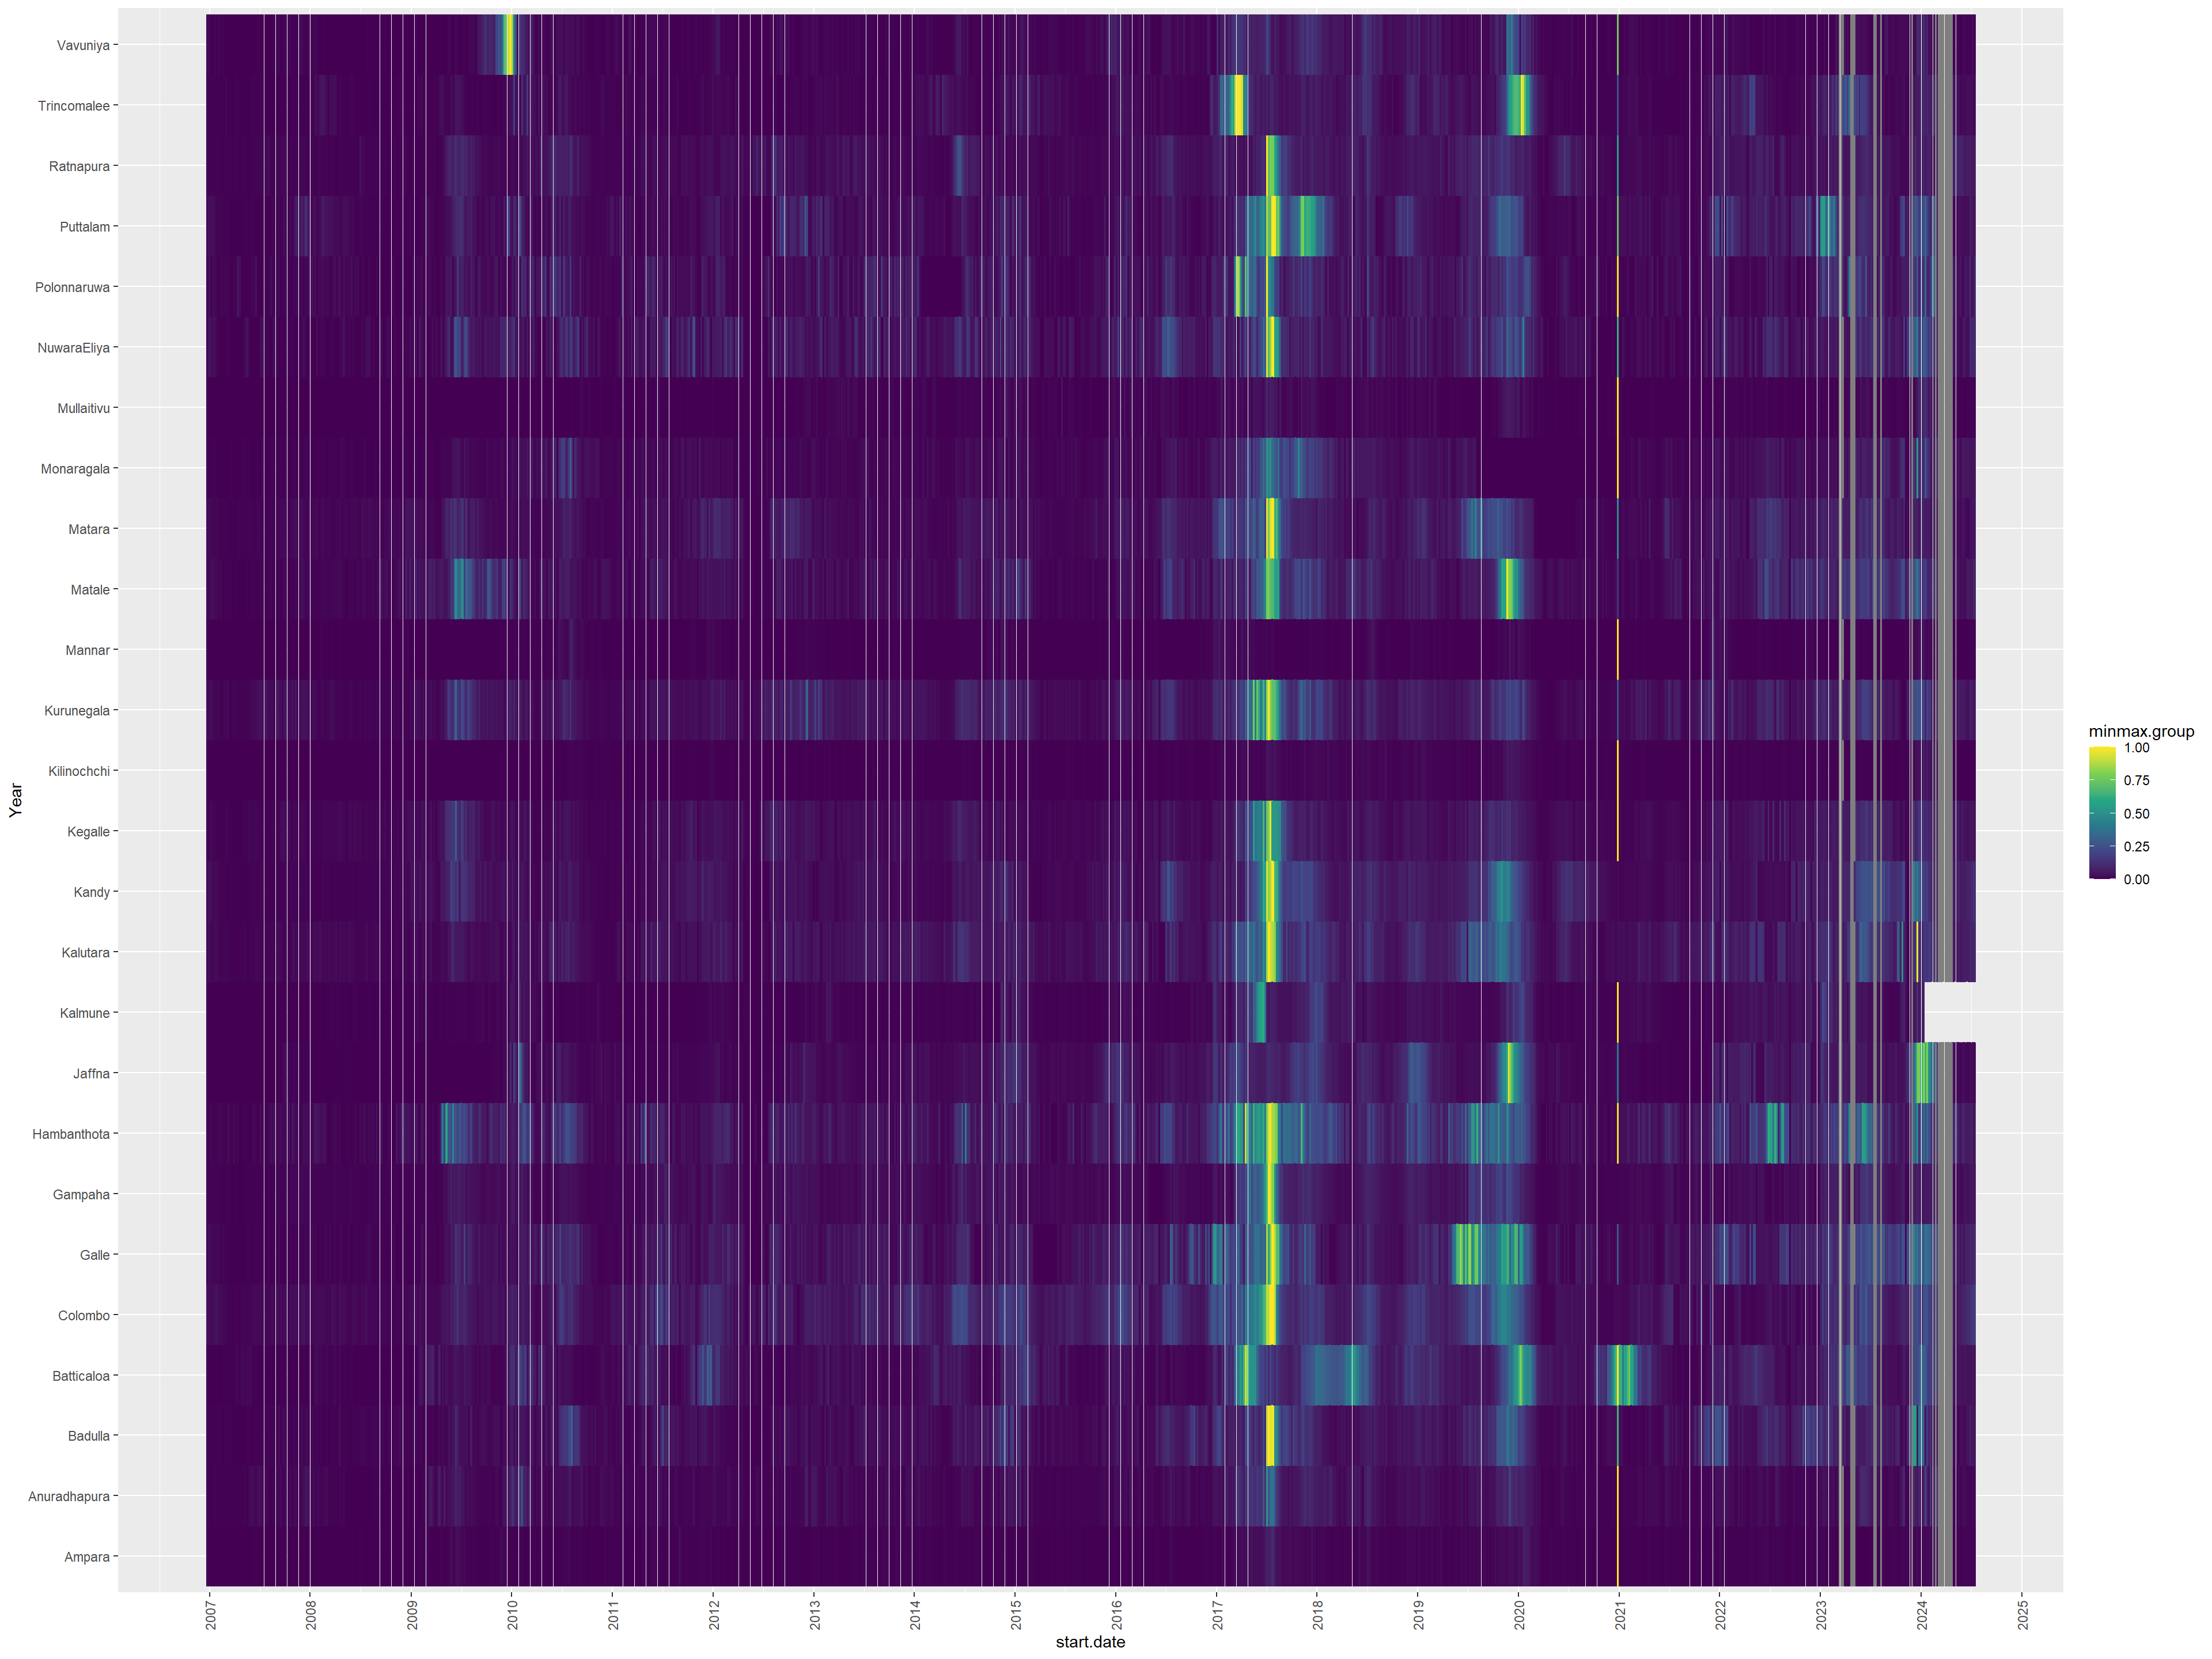 Year
Vavuniya
Trincomalee
Ratnapura
Puttalam
Polonnaruwa
NuwaraEliya
Mullaitivu
Monaragala
Matara
Matale
Mannar
Kurunegala
Kilinochchi
Kegalle
Kandy
Kalutara
Kalmune
Jaffna
Hambanthota
Gampaha
Galle
Colombo
Batticaloa
Badulla
Anuradhapura
Ampara
2007 2008 2009 2010 2011 2012 2013 2014 2015 2016 2017 2018 2019 2020 2021 2022 2023 2024 2025
start.date
minmax.group
1.00
0.75
0.50
0.25
0.00